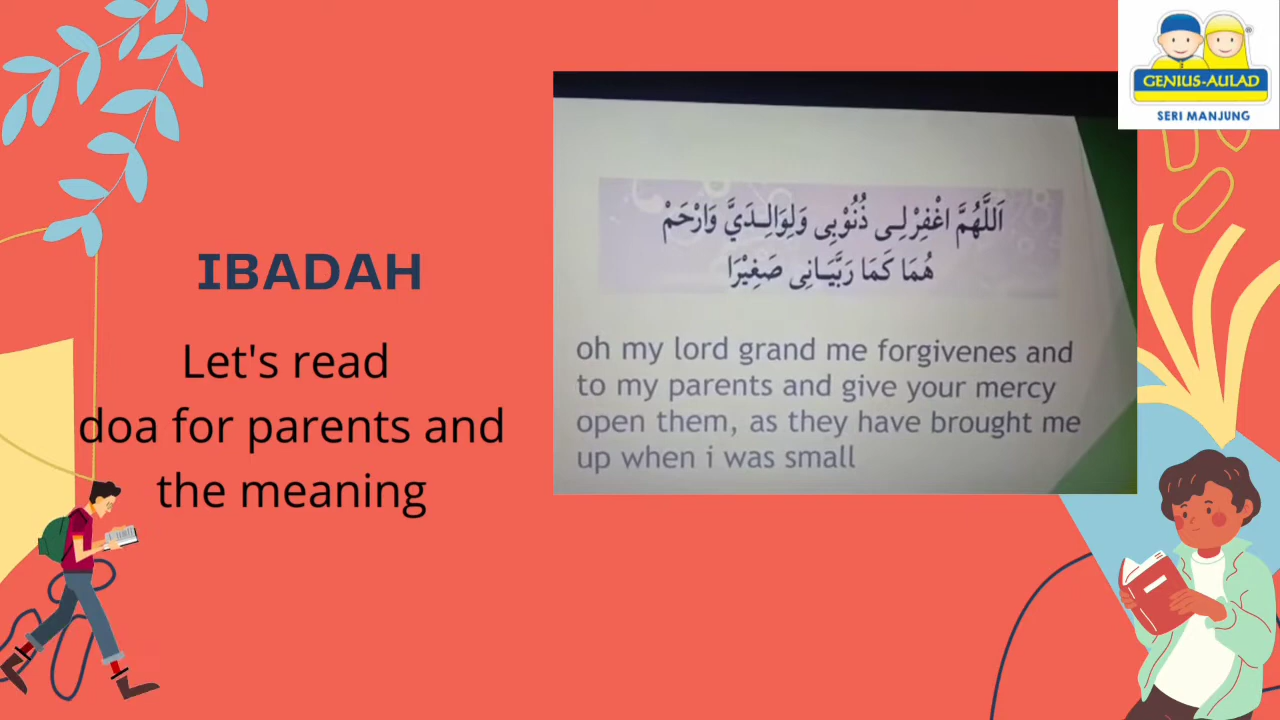 IBADAH
Let's read
doa for parents and
the meaning
اَللَّهُمَّ اغْفِرْلِى ذُنُوْبِى وَلِوَالِدَيَّ وَارْحَمْ
هُمَا كَمَا رَبَّيَانِى صَغِيْرَا
oh my lord grand me forgivenes and
to my parents and give your mercy
open them, as they have brought me
up when i was small
GENIUS-AULAD
SERI MANJUNG